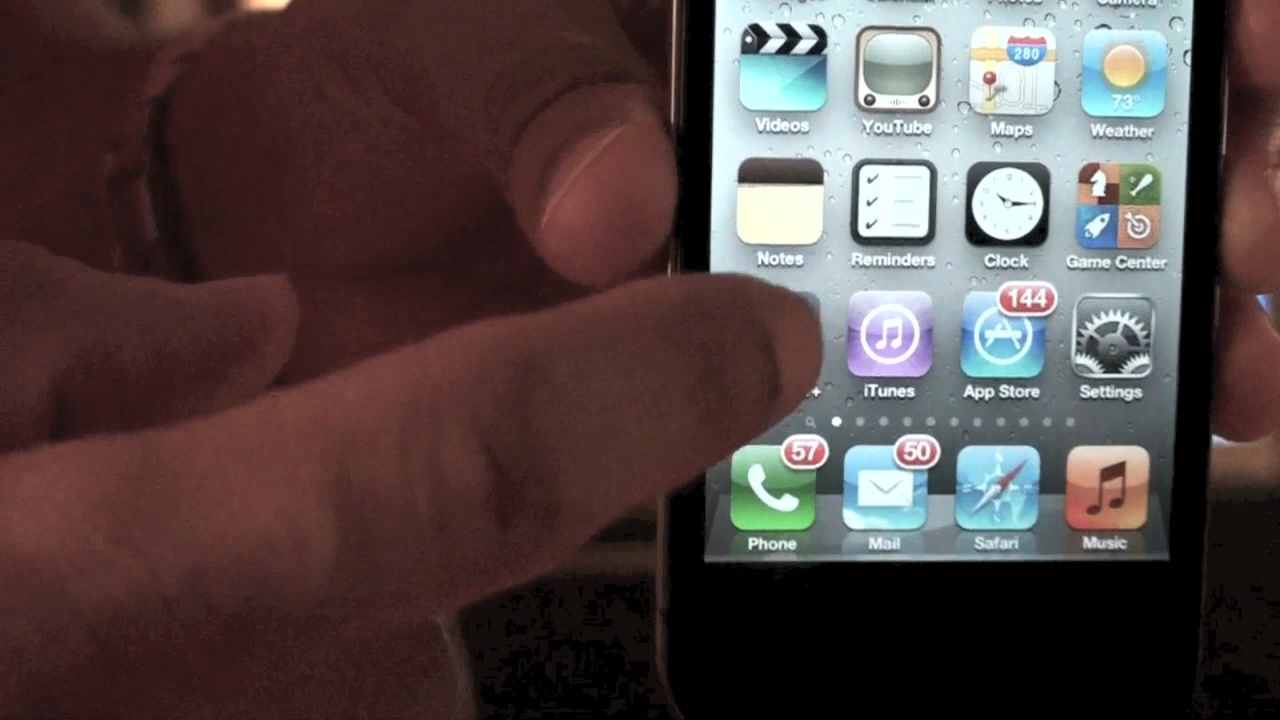 Camera
Videos YouTube Maps Weather
280
73°
Notes Reminders Clock Game Center
144
iTunes App Store Settings
57 50
Phone Mail Safari Music